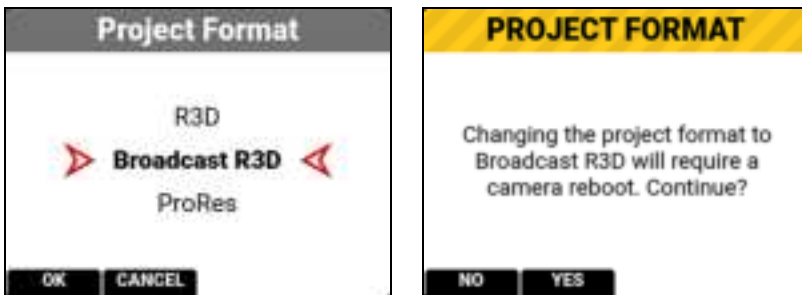 Project Format
R3D
Broadcast R3D
ProRes
OK CANCEL
PROJECT FORMAT
Changing the project format to
Broadcast R3D will require a
camera reboot. Continue?
NO YES